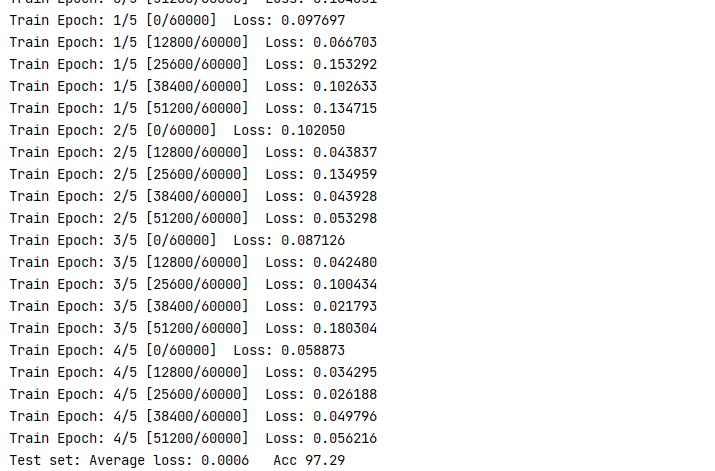 Train Epoch: 1/5 [0/60000]  Loss: 0.097697
Train Epoch: 1/5 [12800/60000]  Loss: 0.066703
Train Epoch: 1/5 [25600/60000]  Loss: 0.153292
Train Epoch: 1/5 [38400/60000]  Loss: 0.102633
Train Epoch: 1/5 [51200/60000]  Loss: 0.134715
Train Epoch: 2/5 [0/60000]  Loss: 0.102050
Train Epoch: 2/5 [12800/60000]  Loss: 0.043837
Train Epoch: 2/5 [25600/60000]  Loss: 0.134959
Train Epoch: 2/5 [38400/60000]  Loss: 0.043928
Train Epoch: 2/5 [51200/60000]  Loss: 0.053298
Train Epoch: 3/5 [0/60000]  Loss: 0.087126
Train Epoch: 3/5 [12800/60000]  Loss: 0.042480
Train Epoch: 3/5 [25600/60000]  Loss: 0.100434
Train Epoch: 3/5 [38400/60000]  Loss: 0.021793
Train Epoch: 3/5 [51200/60000]  Loss: 0.180304
Train Epoch: 4/5 [0/60000]  Loss: 0.058873
Train Epoch: 4/5 [12800/60000]  Loss: 0.034295
Train Epoch: 4/5 [25600/60000]  Loss: 0.026188
Train Epoch: 4/5 [38400/60000]  Loss: 0.049796
Train Epoch: 4/5 [51200/60000]  Loss: 0.056216
Test set: Average loss: 0.0006   Acc 97.29